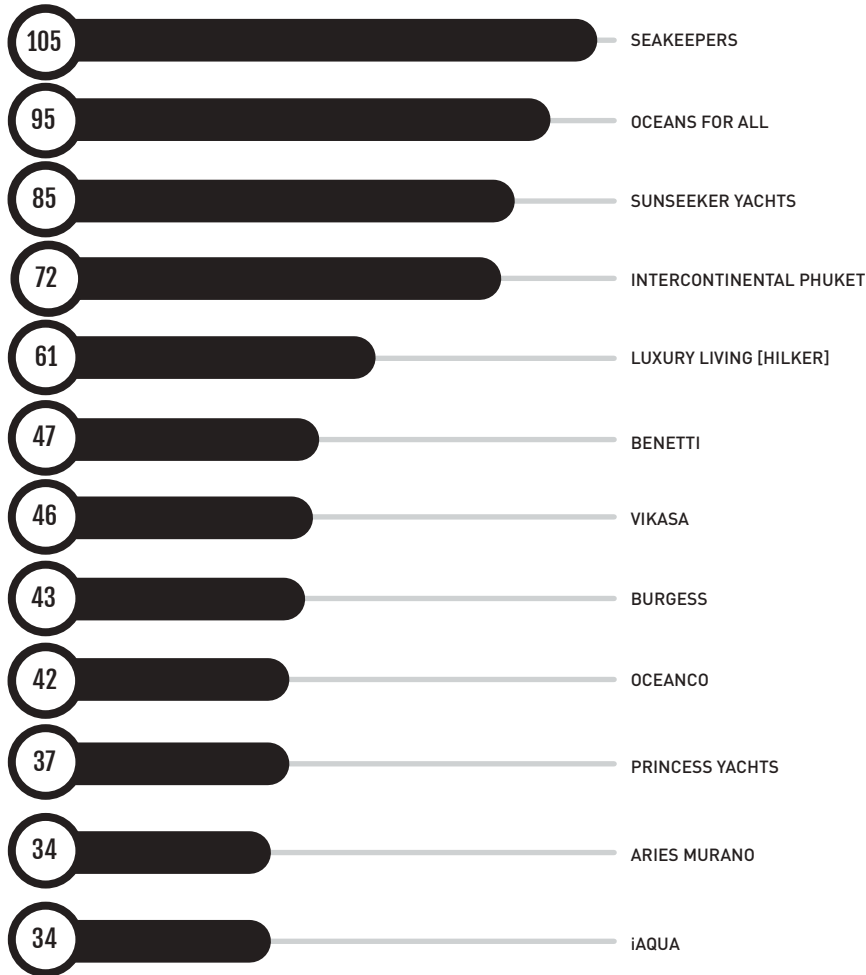 105 SEAKEEPERS
95 OCEANS FOR ALL
85 SUNSEEKER YACHTS
72 INTERCONTINENTAL PHUKET
61 LUXURY LIVING [HILKER]
47 BENETTI
46 VIKASA
43 BURGESS
42 OCEANCO
37 PRINCESS YACHTS
34 ARIES MURANO
34 iAQUA